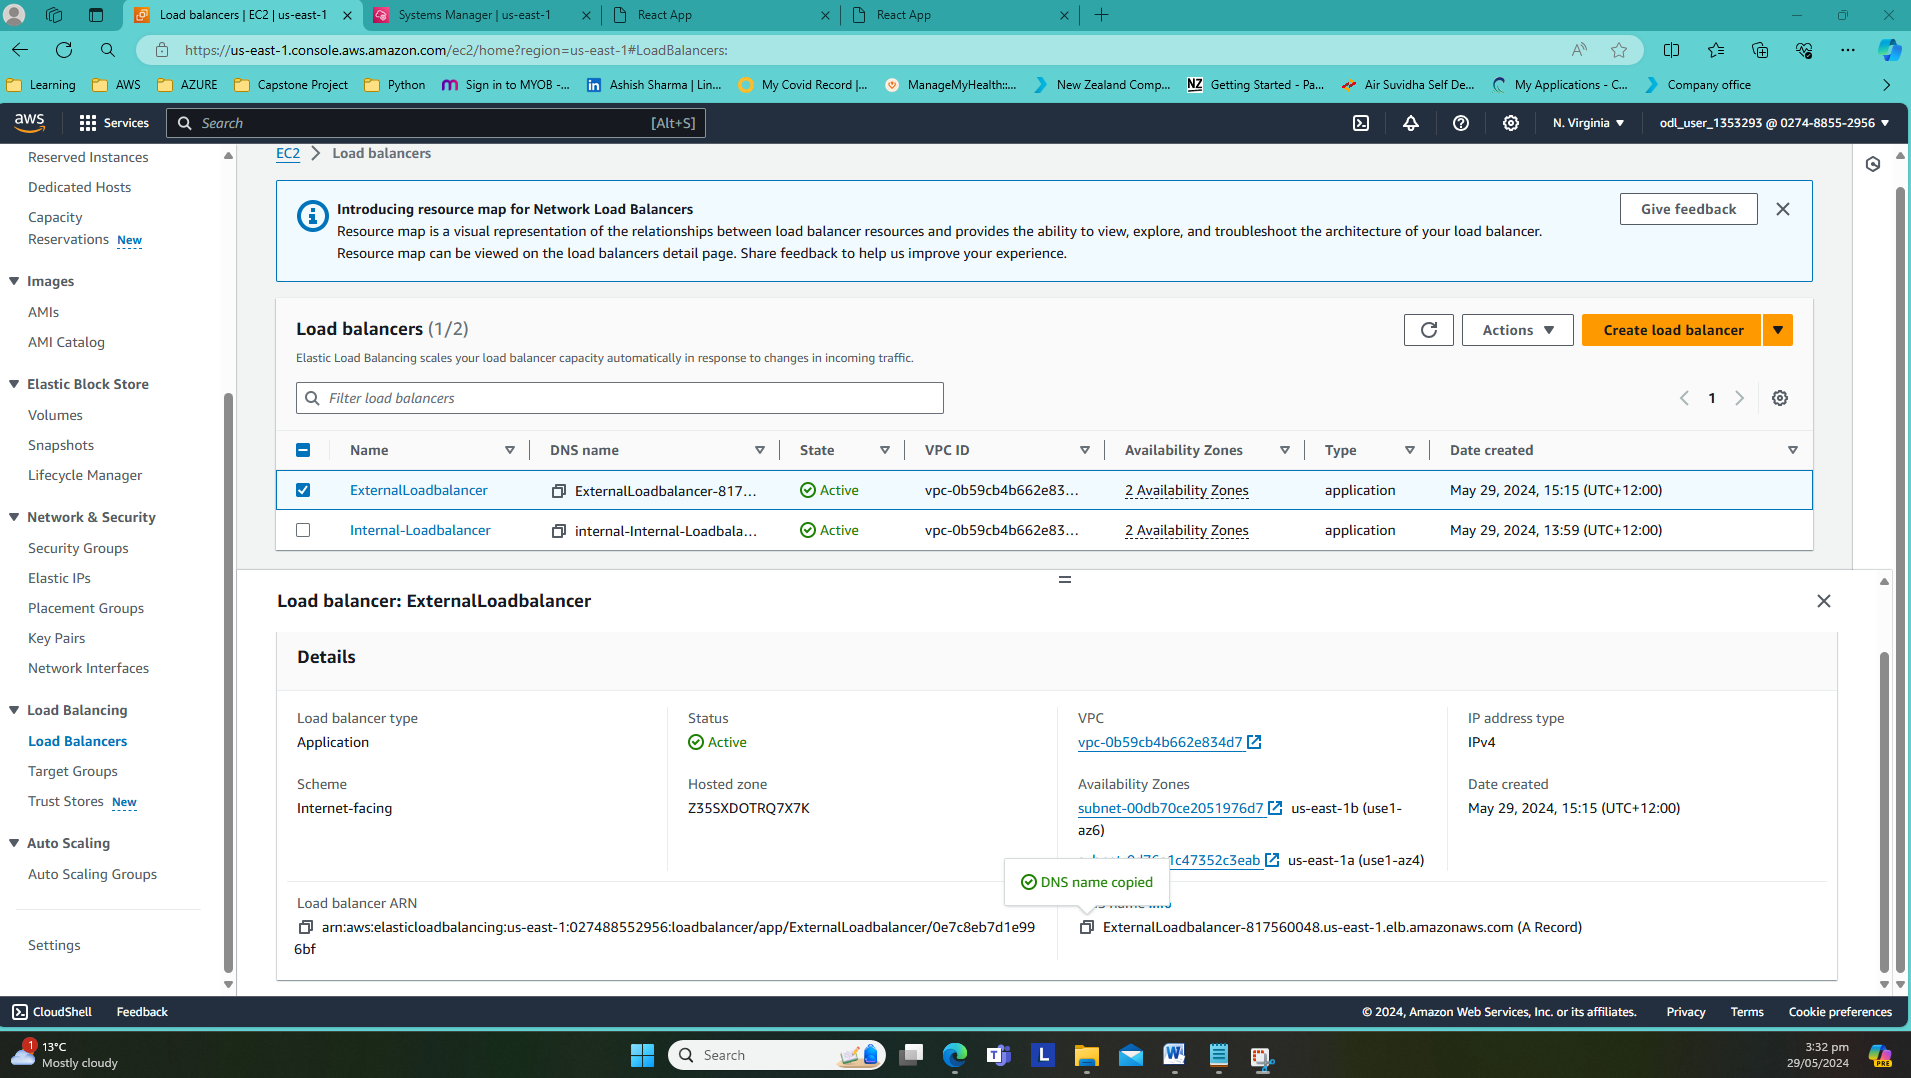 Load balancers | EC2 | us-east-1
Systems Manager | us-east-1
React App
React App
https://us-east-1.console.aws.amazon.com/ec2/home?region=us-east-1#LoadBalancers:
Learning
AWS
AZURE
Capstone Project
Python
Sign in to MYOB -...
Ashish Sharma | Lin...
My Covid Record |...
ManageMyHealth::...
New Zealand Comp...
NZ
Getting Started - Pa...
Air Suvidha Self De...
My Applications - C...
Company office
aws
Services
Search
[Alt+S]
N. Virginia
odl_user_1353293 @ 0274-8855-2956
Reserved Instances
Dedicated Hosts
Capacity
Reservations New
Images
AMIs
AMI Catalog
Elastic Block Store
Volumes
Snapshots
Lifecycle Manager
Network & Security
Security Groups
Elastic IPs
Placement Groups
Key Pairs
Network Interfaces
Load Balancing
Load Balancers
Target Groups
Trust Stores New
Auto Scaling
Auto Scaling Groups
Settings
EC2
Load balancers
Introducing resource map for Network Load Balancers
Resource map is a visual representation of the relationships between load balancer resources and provides the ability to view, explore, and troubleshoot the architecture of your load balancer.
Resource map can be viewed on the load balancers detail page. Share feedback to help us improve your experience.
Give feedback
Load balancers (1/2)
Actions
Create load balancer
Elastic Load Balancing scales your load balancer capacity automatically in response to changes in incoming traffic.
Filter load balancers
1
Name
DNS name
State
VPC ID
Availability Zones
Type
Date created
ExternalLoadbalancer
ExternalLoadbalancer-817...
Active
vpc-0b59cb4b662e83...
2 Availability Zones
application
May 29, 2024, 15:15 (UTC+12:00)
Internal-Loadbalancer
internal-Internal-Loadbala...
Active
vpc-0b59cb4b662e83...
2 Availability Zones
application
May 29, 2024, 13:59 (UTC+12:00)
Load balancer: ExternalLoadbalancer
Details
Load balancer type
Application
Status
Active
VPC
vpc-0b59cb4b662e834d7
IP address type
IPv4
Scheme
Internet-facing
Hosted zone
Z35SXDOTRQ7X7K
Availability Zones
subnet-00db70ce2051976d7 us-east-1b (use1-
az6)
1c47352c3eab us-east-1a (use1-az4)
Date created
May 29, 2024, 15:15 (UTC+12:00)
DNS name copied
Load balancer ARN
arn:aws:elasticloadbalancing:us-east-1:027488552956:loadbalancer/app/ExternalLoadbalancer/0e7c8eb7d1e99
6bf
ExternalLoadbalancer-817560048.us-east-1.elb.amazonaws.com (A Record)
CloudShell
Feedback
© 2024, Amazon Web Services, Inc. or its affiliates.
Privacy
Terms
Cookie preferences
1
13°C
Mostly cloudy
Search
L
W
PRE
3:32 pm
29/05/2024